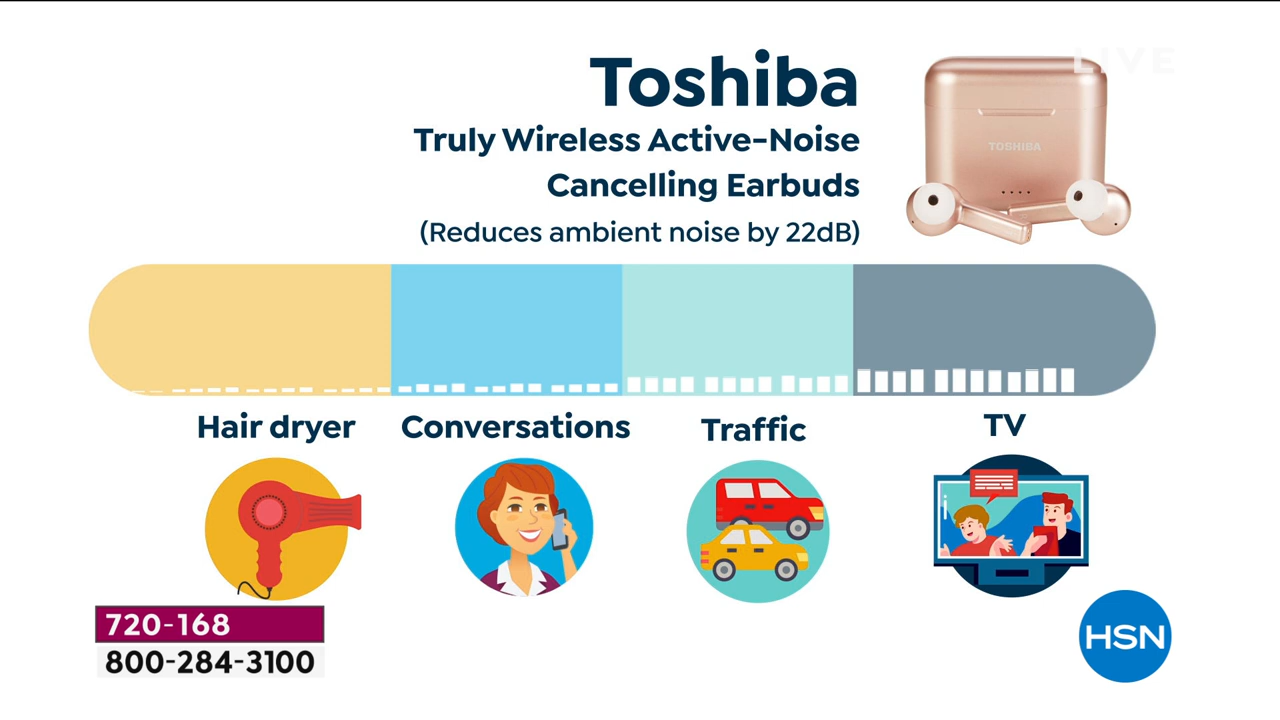 LIVE
Toshiba
Truly Wireless Active-Noise
Cancelling Earbuds
(Reduces ambient noise by 22dB)
TOSHIBA
Hair dryer
Conversations
Traffic
TV
720-168
800-284-3100
HSN